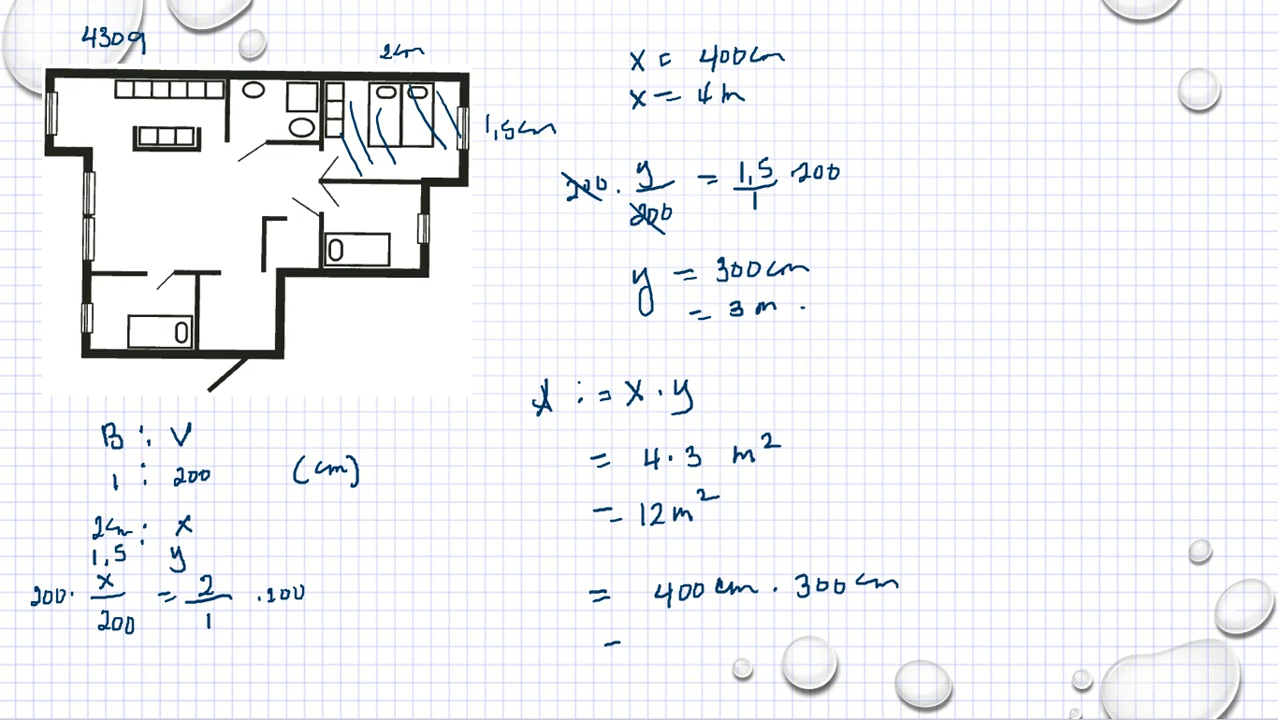 4309
2cm
1,5cm
B : V
1 : 200 (cm)
2cm : x
1,5 : y
200 · x/200 = 2/1 · 200
x = 400cm
x = 4m
200 · y/200 = 1,5/1 · 200
y = 300cm
= 3m.
A := x · y
= 4 · 3 m²
= 12m²
= 400cm · 300cm
=